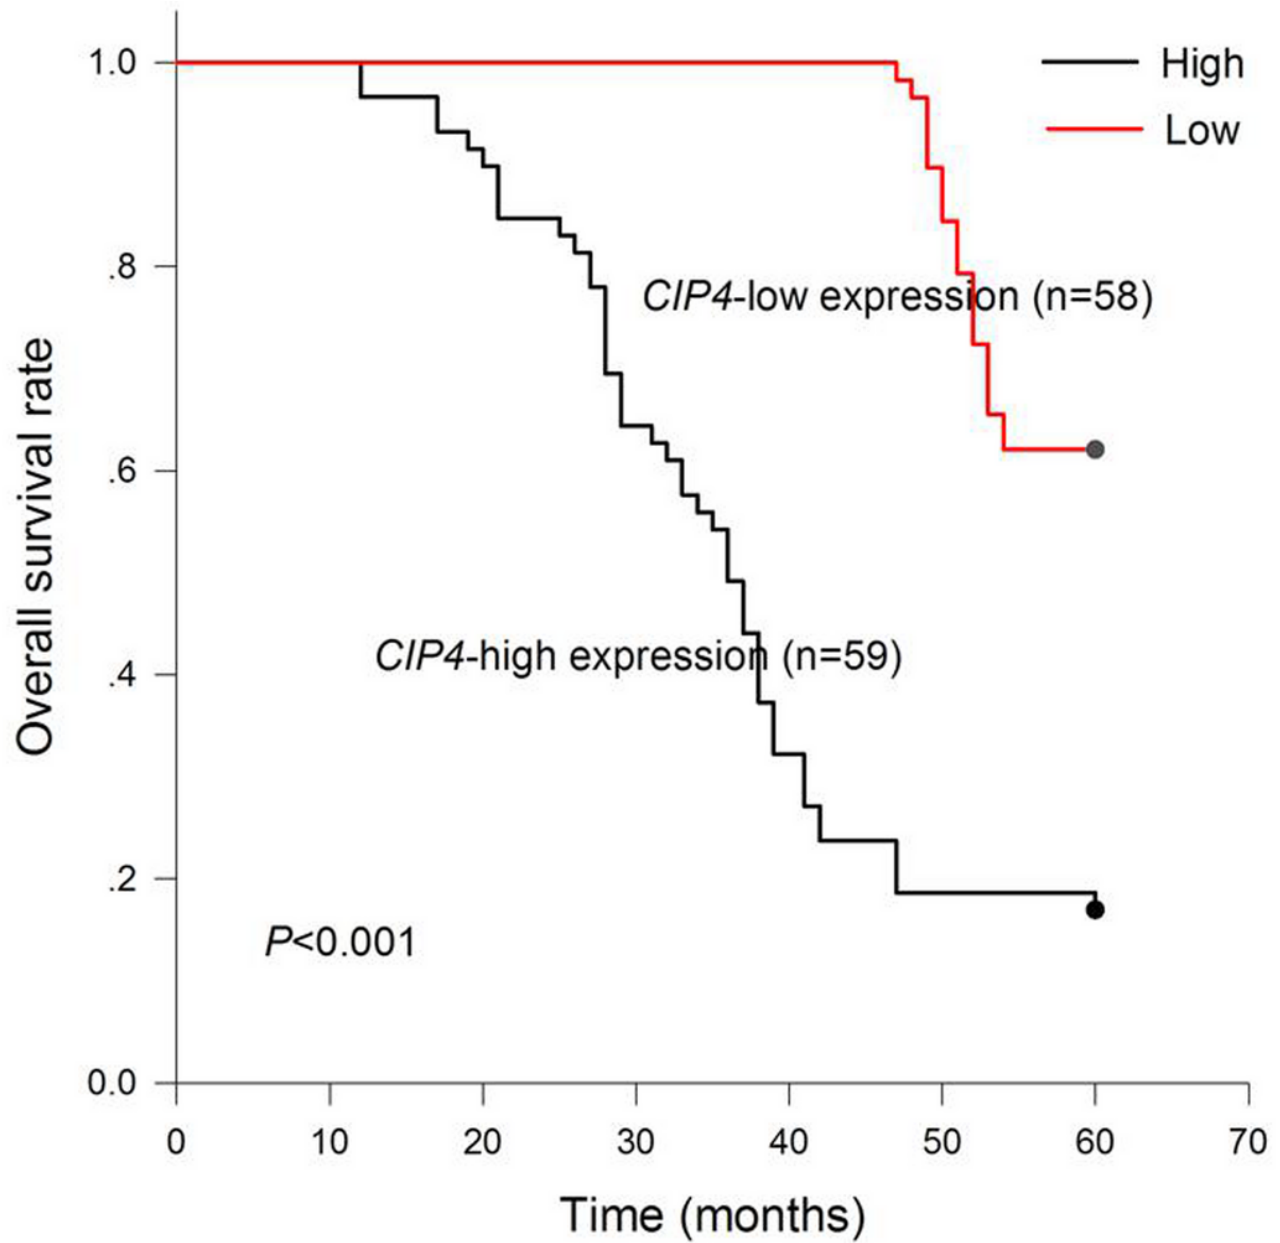 High
Low
1.0
.8
.6
.4
.2
0.0
Overall survival rate
CIP4-low expression (n=58)
CIP4-high expression (n=59)
P<0.001
0 10 20 30 40 50 60 70
Time (months)